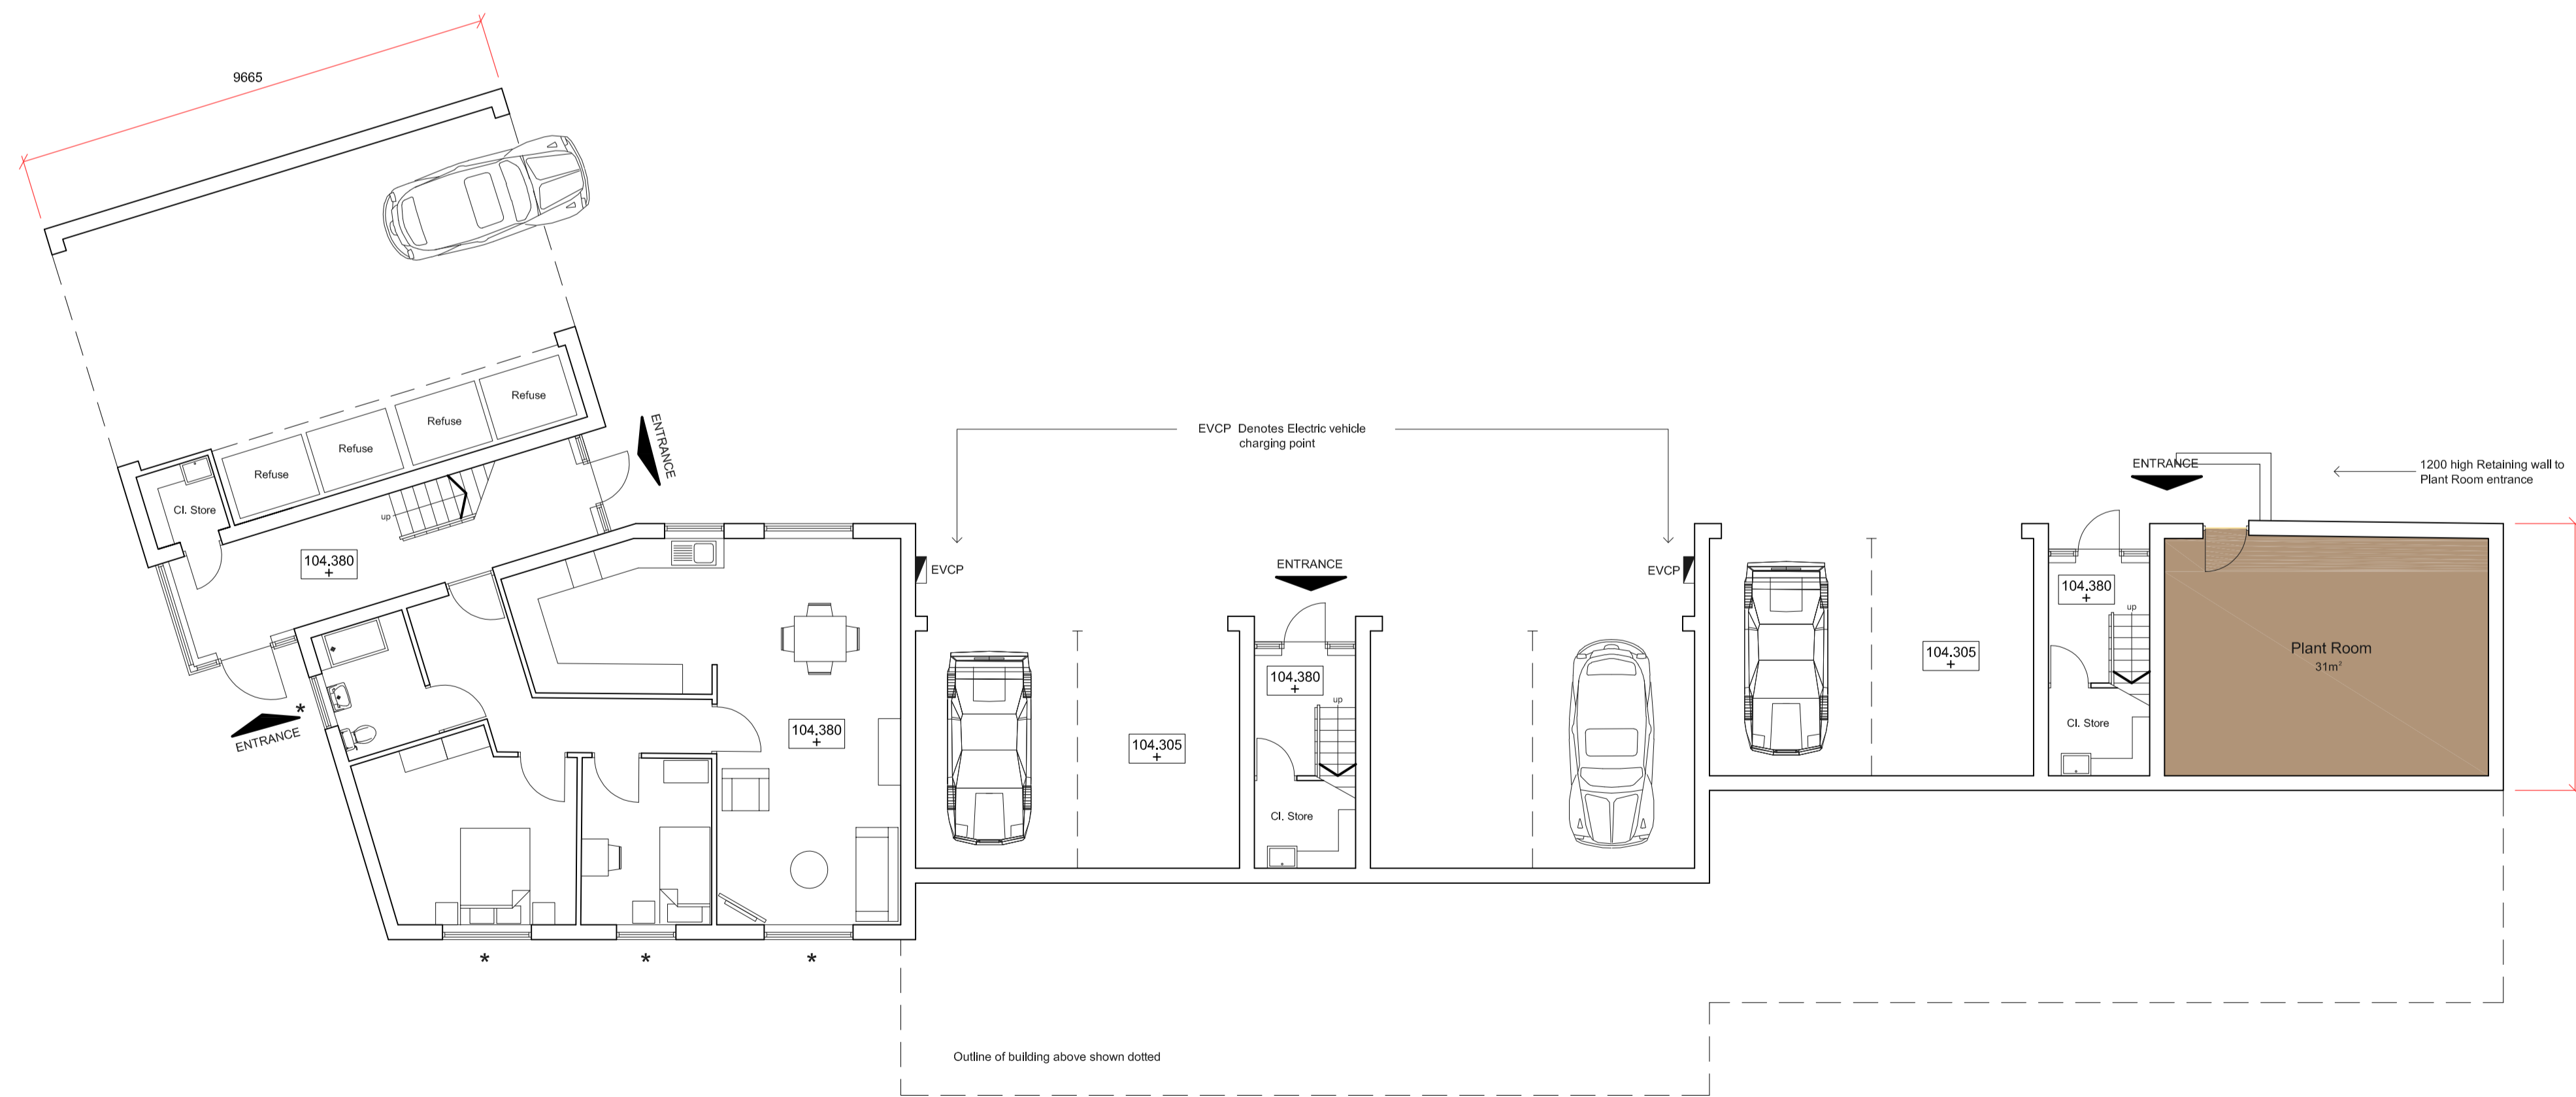 9665
Refuse
Refuse
Refuse
Refuse
Cl. Store
up
104.380
ENTRANCE
ENTRANCE
*
104.380
*
*
*
EVCP Denotes Electric vehicle
charging point
EVCP
EVCP
104.305
ENTRANCE
104.380
up
Cl. Store
104.305
ENTRANCE
104.380
up
Cl. Store
1200 high Retaining wall to
Plant Room entrance
Plant Room
31m²
Outline of building above shown dotted